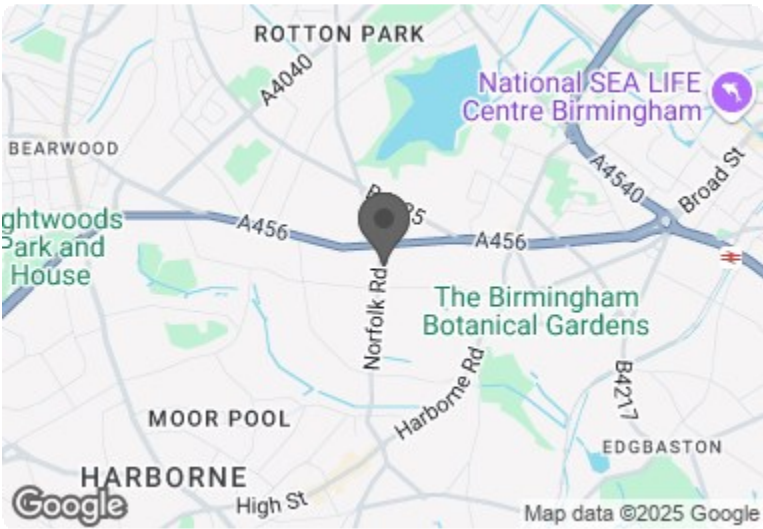 ROTTON PARK
A4040
National SEA LIFE
Centre Birmingham
BEARWOOD
A4540
Broad St
ghtwoods
Park and
House
A456
A456
Norfolk Rd
The Birmingham
Botanical Gardens
Harborne Rd
B4217
MOOR POOL
EDGBASTON
HARBORNE
High St
Google
Map data ©2025 Google